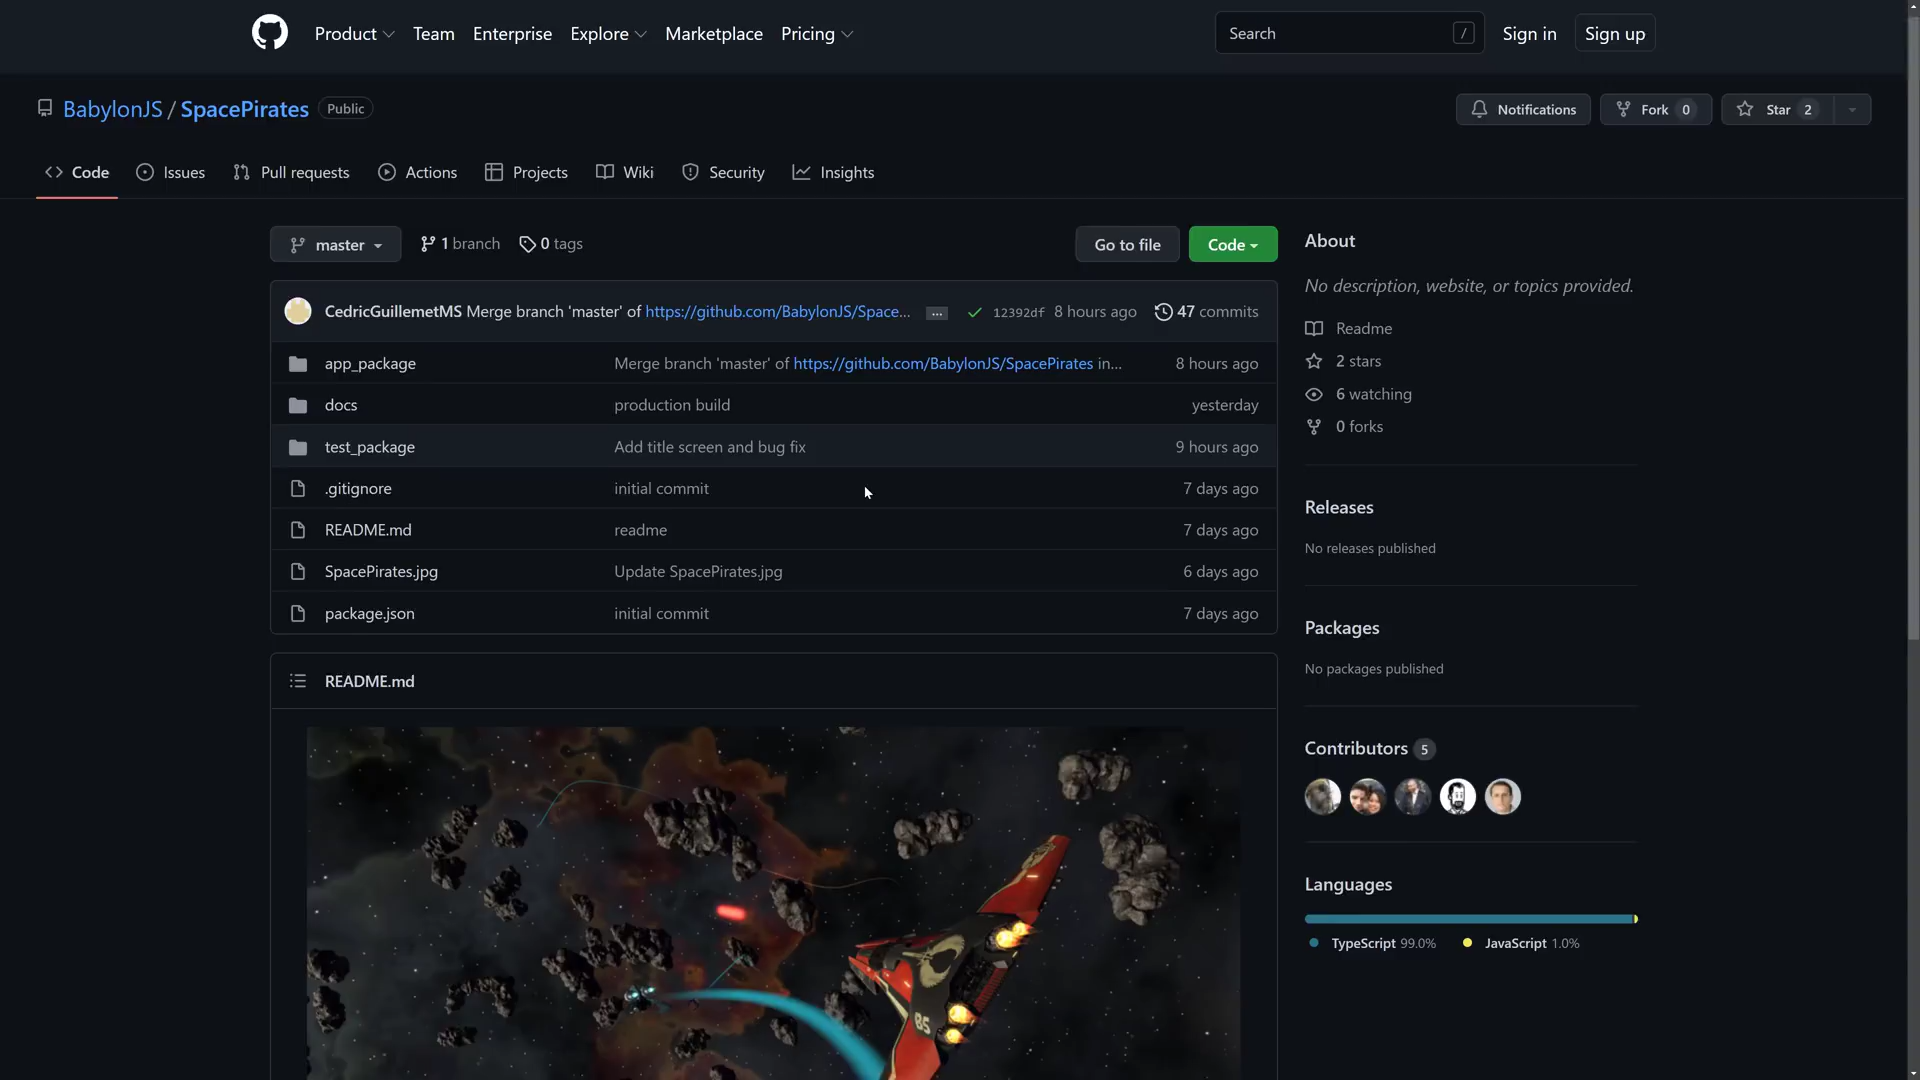 Product Team Enterprise Explore Marketplace Pricing Search / Sign in Sign up
BabylonJS / SpacePirates Public Notifications Fork 0 Star 2
Code Issues Pull requests Actions Projects Wiki Security Insights
master 1 branch 0 tags Go to file Code
CedricGuillemetMS Merge branch 'master' of https://github.com/BabylonJS/Space... ... 12392df 8 hours ago 47 commits
app_package Merge branch 'master' of https://github.com/BabylonJS/SpacePirates in... 8 hours ago
docs production build yesterday
test_package Add title screen and bug fix 9 hours ago
.gitignore initial commit 7 days ago
README.md readme 7 days ago
SpacePirates.jpg Update SpacePirates.jpg 6 days ago
package.json initial commit 7 days ago
README.md
85
About
No description, website, or topics provided.
Readme
2 stars
6 watching
0 forks
Releases
No releases published
Packages
No packages published
Contributors 5
Languages
TypeScript 99.0% JavaScript 1.0%